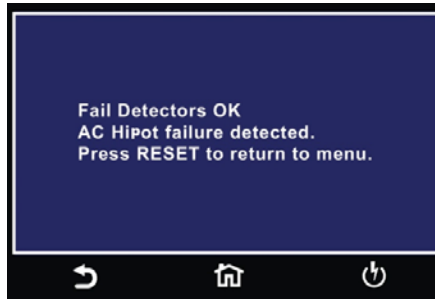 Fail Detectors OK
AC Hipot failure detected.
Press RESET to return to menu.